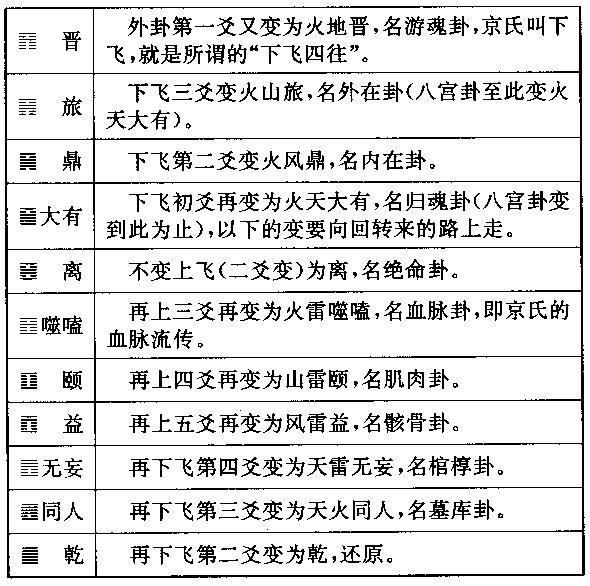 ䷢ 晋 外卦第一爻又变为火地晋,名游魂卦,京氏叫下
飞,就是所谓的“下飞四往”。
䷷ 旅 下飞三爻变火山旅,名外在卦(八宫卦至此变火
天大有)。
䷱ 鼎 下飞第二爻变火风鼎,名内在卦。
䷍大有 下飞初爻再变为火天大有,名归魂卦(八宫卦变
到此为止),以下的变要向回转来的路上走。
䷝ 离 不变上飞(二爻变)为离,名绝命卦。
䷔噬嗑 再上三爻再变为火雷噬嗑,名血脉卦,即京氏的
血脉流传。
䷚ 颐 再上四爻再变为山雷颐,名肌肉卦。
䷩ 益 再上五爻再变为风雷益,名骸骨卦。
䷘无妄 再下飞第四爻变为天雷无妄,名棺椁卦。
䷌同人 再下飞第三爻变为天火同人,名墓库卦。
䷀ 乾 再下飞第二爻变为乾,还原。